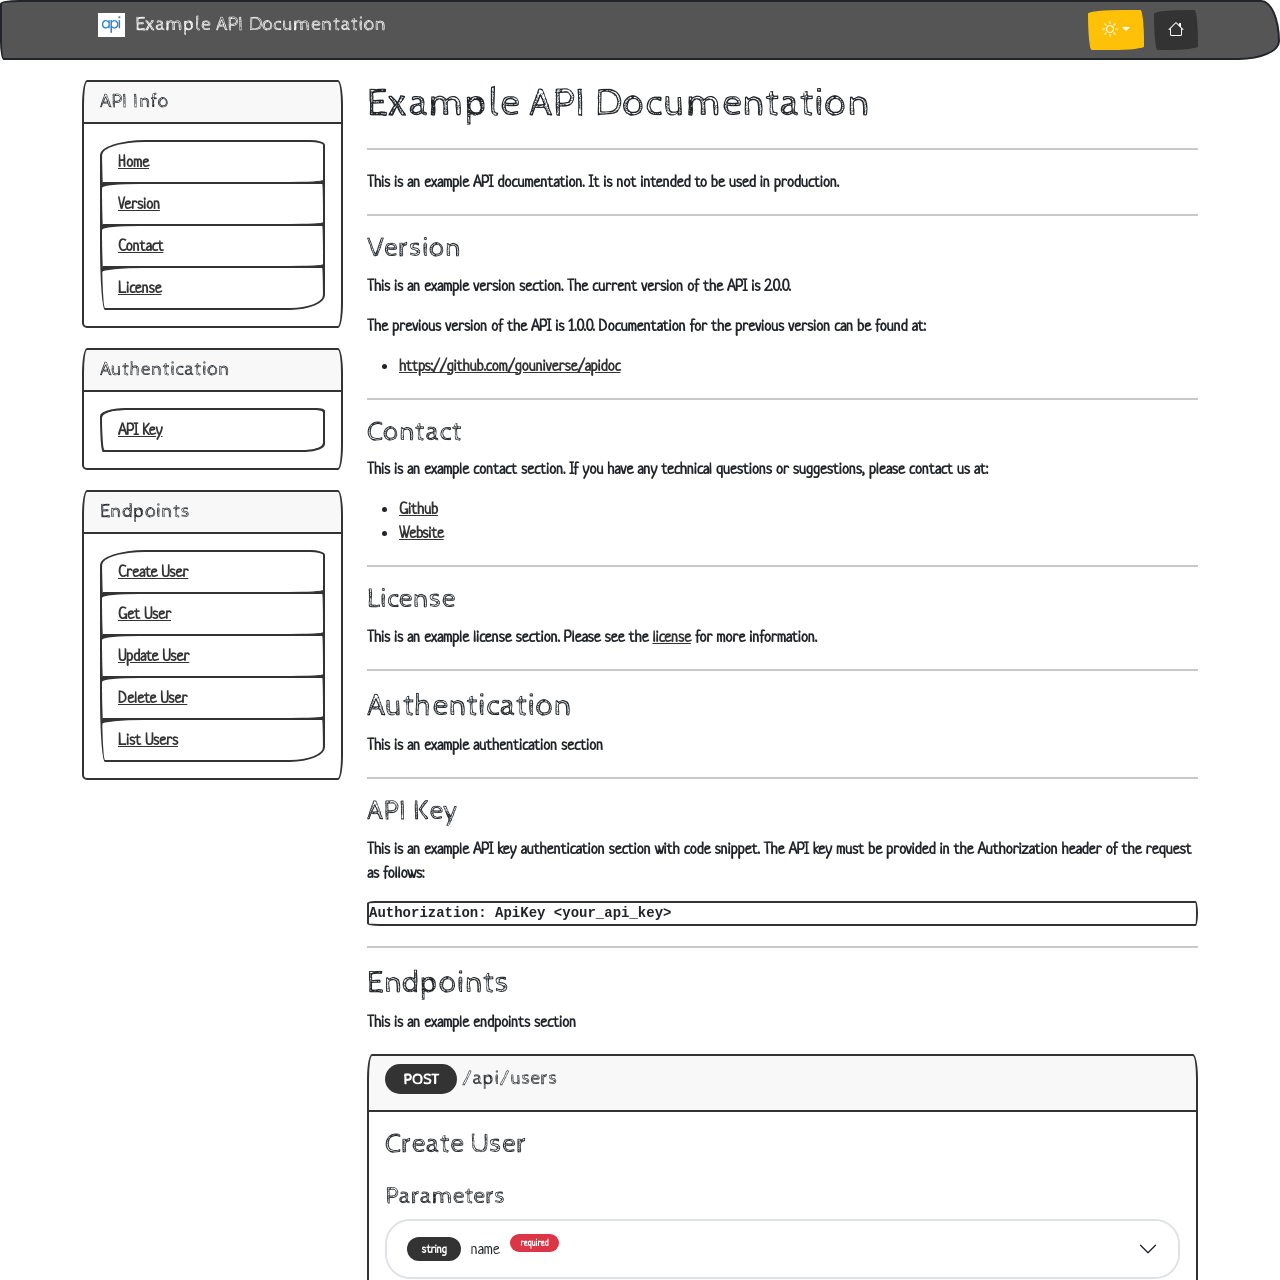 api Example API Documentation
API Info
Home
Version
Contact
License
Authentication
API Key
Endpoints
Create User
Get User
Update User
Delete User
List Users
Example API Documentation
This is an example API documentation. It is not intended to be used in production.
Version
This is an example version section. The current version of the API is 2.0.0.
The previous version of the API is 1.0.0. Documentation for the previous version can be found at:
https://github.com/gouniverse/apidoc
Contact
This is an example contact section. If you have any technical questions or suggestions, please contact us at:
Github
Website
License
This is an example license section. Please see the license for more information.
Authentication
This is an example authentication section
API Key
This is an example API key authentication section with code snippet. The API key must be provided in the Authorization header of the request
as follows:
Authorization: ApiKey <your_api_key>
Endpoints
This is an example endpoints section
POST /api/users
Create User
Parameters
string name required